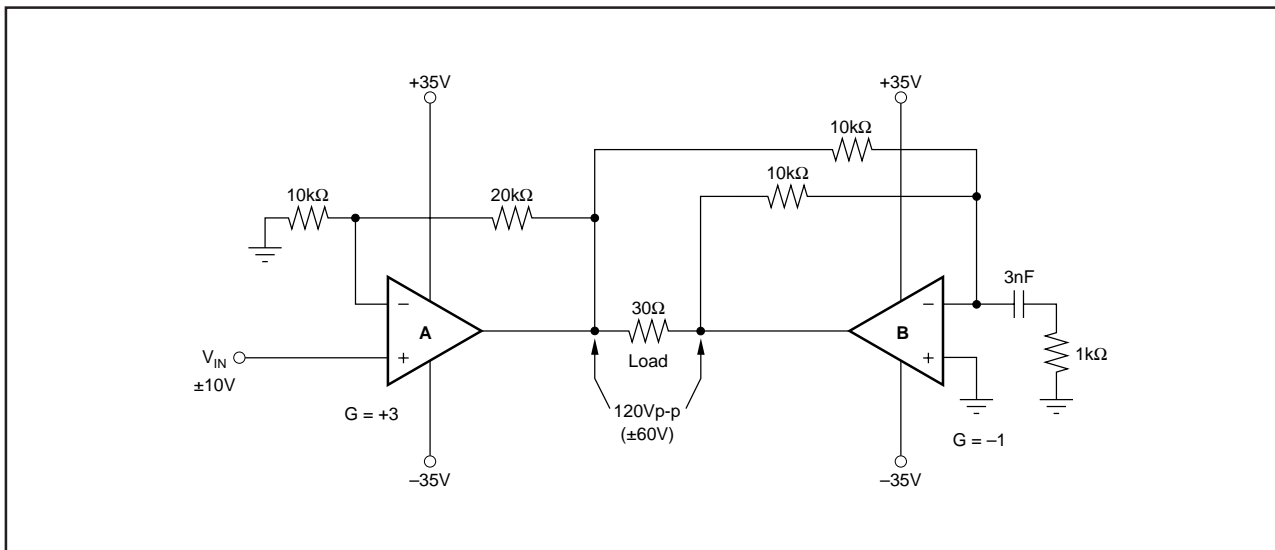 +35V
+35V
10kΩ
10kΩ
10kΩ
20kΩ
3nF
–
A
+
30Ω
Load
–
B
+
1kΩ
V_IN
±10V
G = +3
120Vp-p
(±60V)
G = –1
–35V
–35V